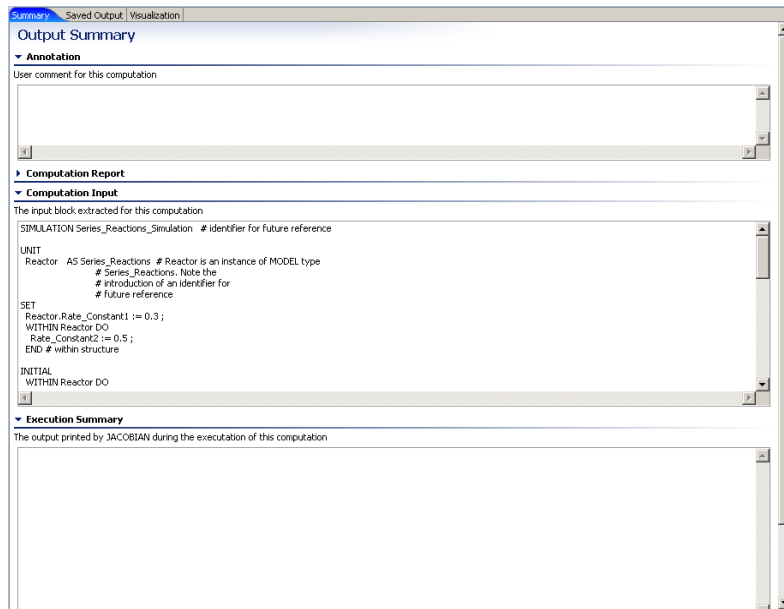 Summary Saved Output Visualization
Output Summary
Annotation
User comment for this computation
Computation Report
Computation Input
The input block extracted for this computation
SIMULATION Series_Reactions_Simulation # identifier for future reference
UNIT
Reactor AS Series_Reactions # Reactor is an instance of MODEL type
# Series_Reactions. Note the
# introduction of an identifier for
# future reference
SET
Reactor.Rate_Constant1 := 0.3 ;
WITHIN Reactor DO
Rate_Constant2 := 0.5 ;
END # within structure
INITIAL
WITHIN Reactor DO
Execution Summary
The output printed by JACOBIAN during the executation of this computation